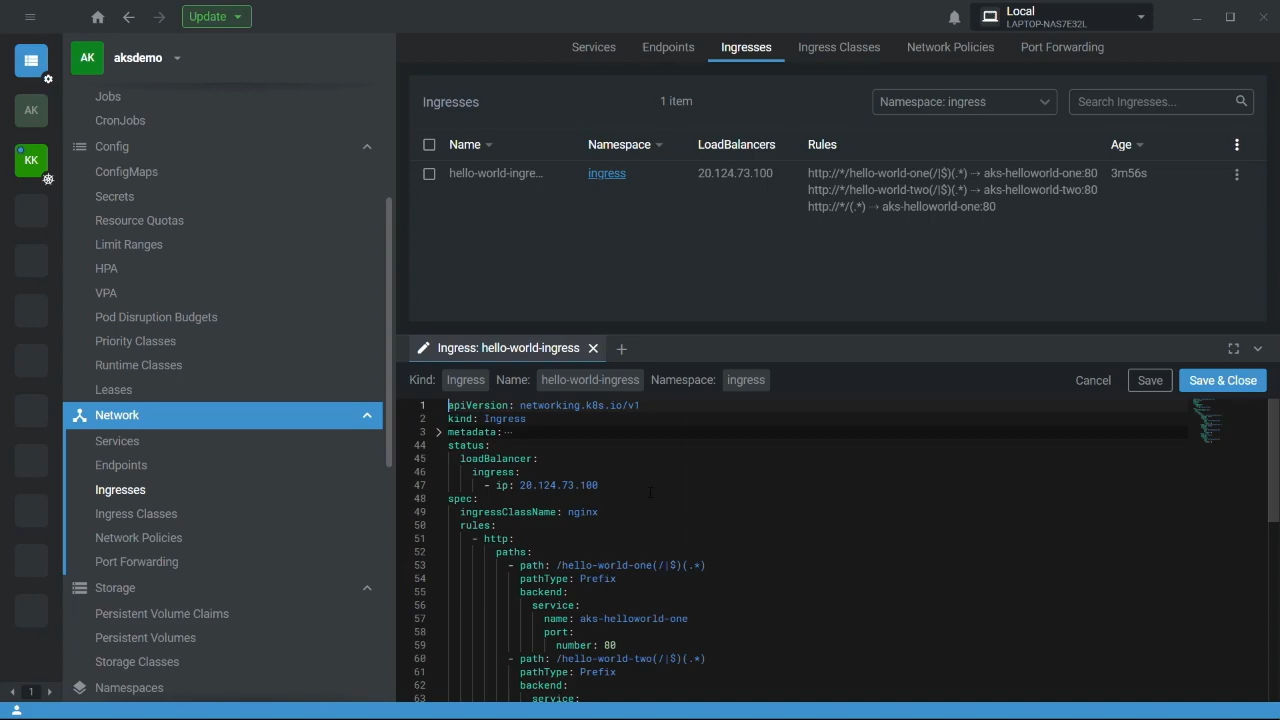 Update
Local
LAPTOP-NAS7E32L
AK
KK
1
AK aksdemo
Jobs
CronJobs
Config
ConfigMaps
Secrets
Resource Quotas
Limit Ranges
HPA
VPA
Pod Disruption Budgets
Priority Classes
Runtime Classes
Leases
Network
Services
Endpoints
Ingresses
Ingress Classes
Network Policies
Port Forwarding
Storage
Persistent Volume Claims
Persistent Volumes
Storage Classes
Namespaces
Services Endpoints Ingresses Ingress Classes Network Policies Port Forwarding
Ingresses 1 item Namespace: ingress Search Ingresses...
Name Namespace LoadBalancers Rules Age
hello-world-ingre... ingress 20.124.73.100 http://*/hello-world-one(/|$)(.*) → aks-helloworld-one:80 3m56s
http://*/hello-world-two(/|$)(.*) → aks-helloworld-two:80
http://*/(.*) → aks-helloworld-one:80
Ingress: hello-world-ingress
Kind: Ingress Name: hello-world-ingress Namespace: ingress Cancel Save Save & Close
1 apiVersion: networking.k8s.io/v1
2 kind: Ingress
3 metadata:···
44 status:
45 loadBalancer:
46 ingress:
47 - ip: 20.124.73.100
48 spec:
49 ingressClassName: nginx
50 rules:
51 - http:
52 paths:
53 - path: /hello-world-one(/|$)(.*)
54 pathType: Prefix
55 backend:
56 service:
57 name: aks-helloworld-one
58 port:
59 number: 80
60 - path: /hello-world-two(/|$)(.*)
61 pathType: Prefix
62 backend:
63 service: